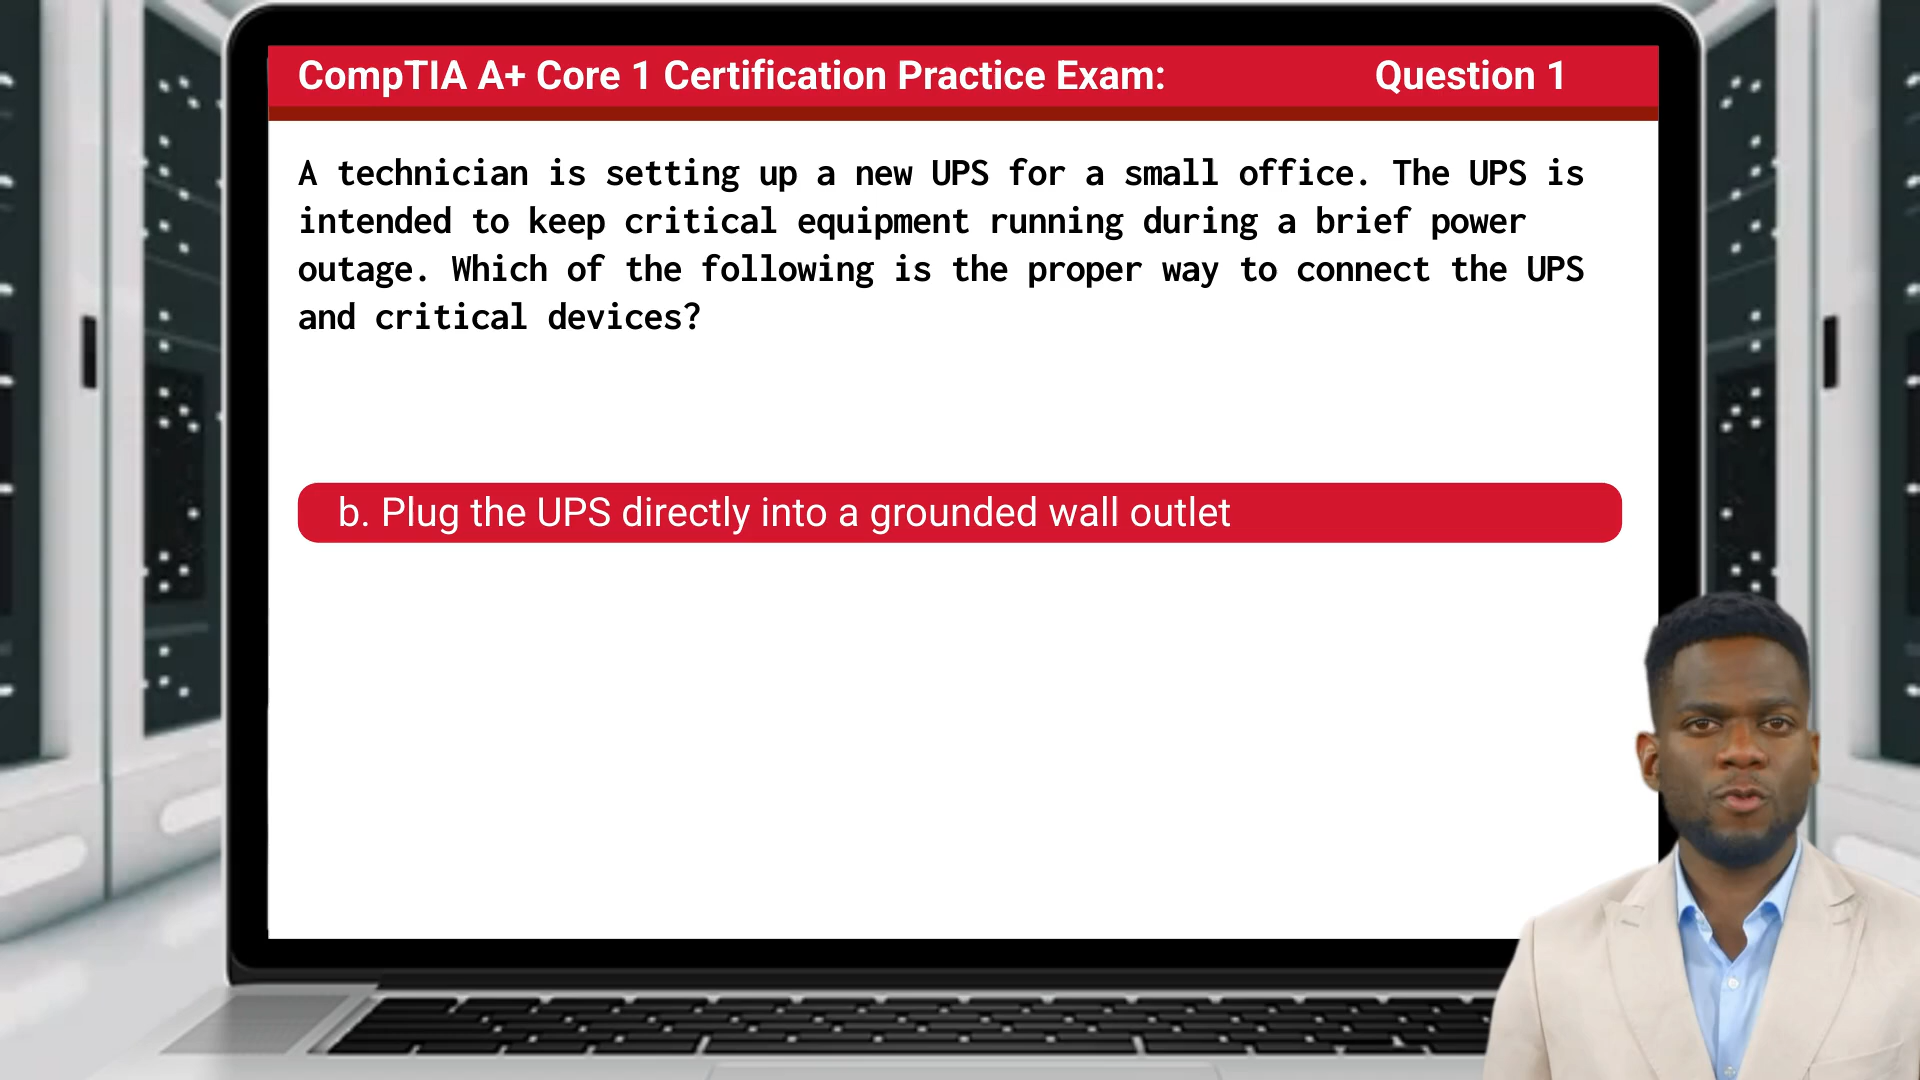 CompTIA A+ Core 1 Certification Practice Exam: Question 1
A technician is setting up a new UPS for a small office. The UPS is
intended to keep critical equipment running during a brief power
outage. Which of the following is the proper way to connect the UPS
and critical devices?
b. Plug the UPS directly into a grounded wall outlet